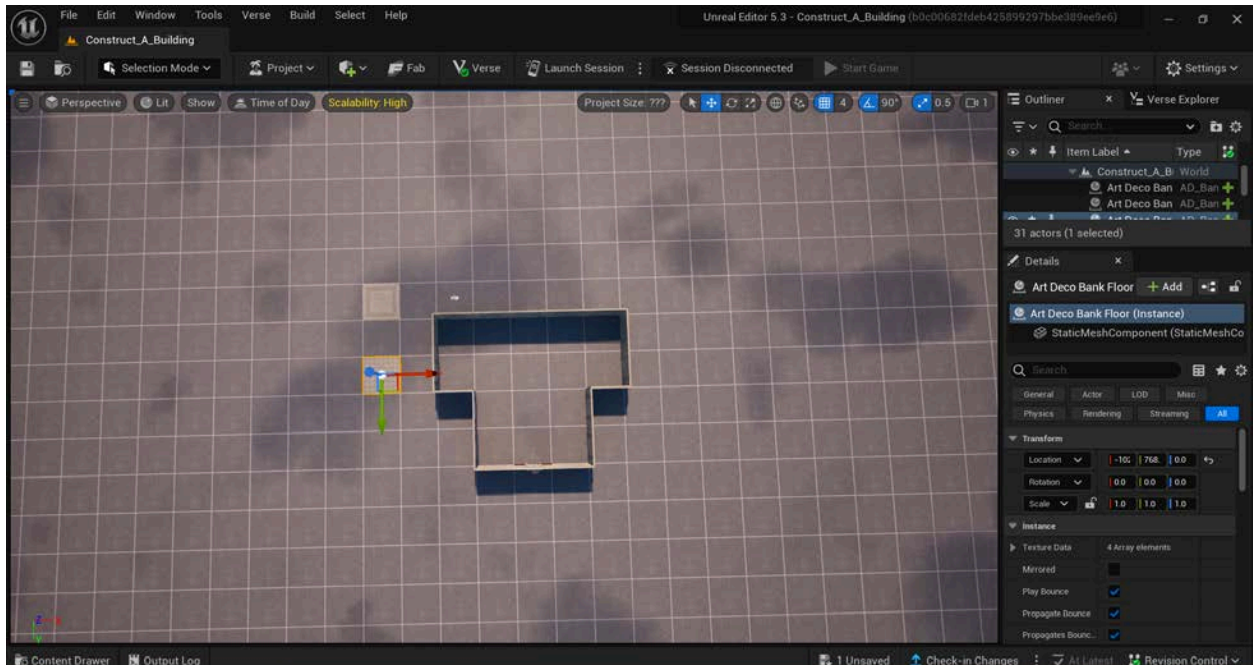 File Edit Window Tools Verse Build Select Help
Unreal Editor 5.3 - Construct_A_Building
Construct_A_Building
Selection Mode Project Fab Verse Launch Session Session Disconnected Start Game Settings
Perspective Lit Show Time of Day Scalability: High Project Size: ??? 4 90° 0.5 1
Outliner × Verse Explorer
Search...
Item Label Type
Construct_A_B World
Art Deco Ban AD_Ban
Art Deco Ban AD_Ban
31 actors (1 selected)
Details ×
Art Deco Bank Floor + Add
Art Deco Bank Floor (Instance)
StaticMeshComponent (StaticMeshCo
Search
General Actor LOD Misc
Physics Rendering Streaming All
Transform
Location 768. 0.0
Rotation 0.0 0.0 0.0
Scale 1.0 1.0 1.0
Instance
Texture Data 4 Array elements
Mirrored
Play Bounce
Propagate Bounce
Propagates Bounc..
Content Drawer Output Log 1 Unsaved Check-in Changes At Latest Revision Control